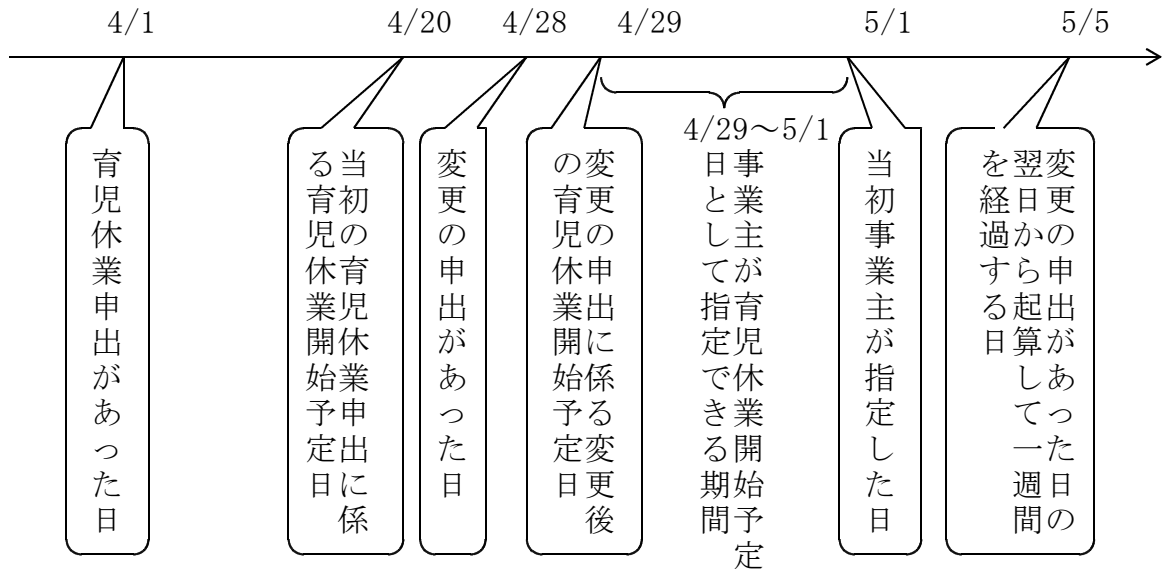 4/1
4/20
4/28
4/29
5/1
5/5
4/29～5/1
育児休業申出があった日
当初の育児休業申出に係
る育児休業開始予定日
変更の申出があった日
変更の申出に係る変更後
の育児休業開始予定日
事業主が育児休業開始予定
日として指定できる期間
当初事業主が指定した日
変更の申出があった日の
翌日から起算して一週間
を経過する日